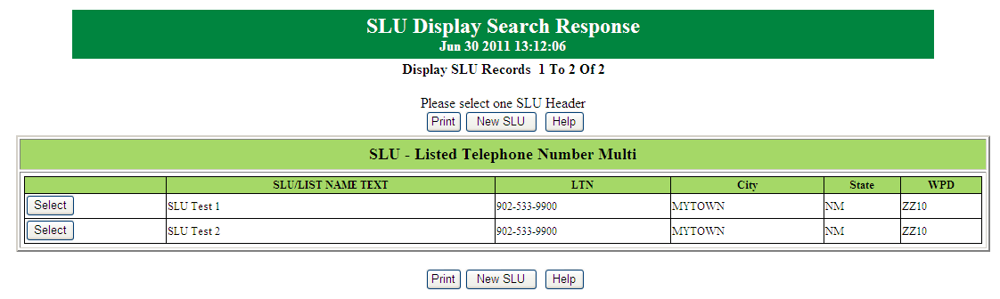 SLU Display Search Response
Jun 30 2011 13:12:06
Display SLU Records 1 To 2 Of 2
Please select one SLU Header
Print New SLU Help
SLU - Listed Telephone Number Multi
SLU/LIST NAME TEXT LTN City State WPD
Select SLU Test 1 902-533-9900 MYTOWN NM ZZ10
Select SLU Test 2 902-533-9900 MYTOWN NM ZZ10
Print New SLU Help